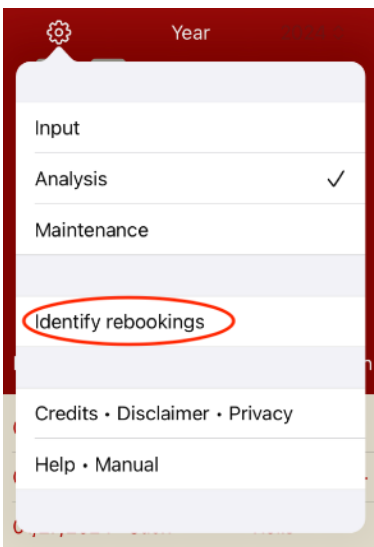 Year
Input
Analysis
Maintenance
Identify rebookings
Credits • Disclaimer • Privacy
Help • Manual